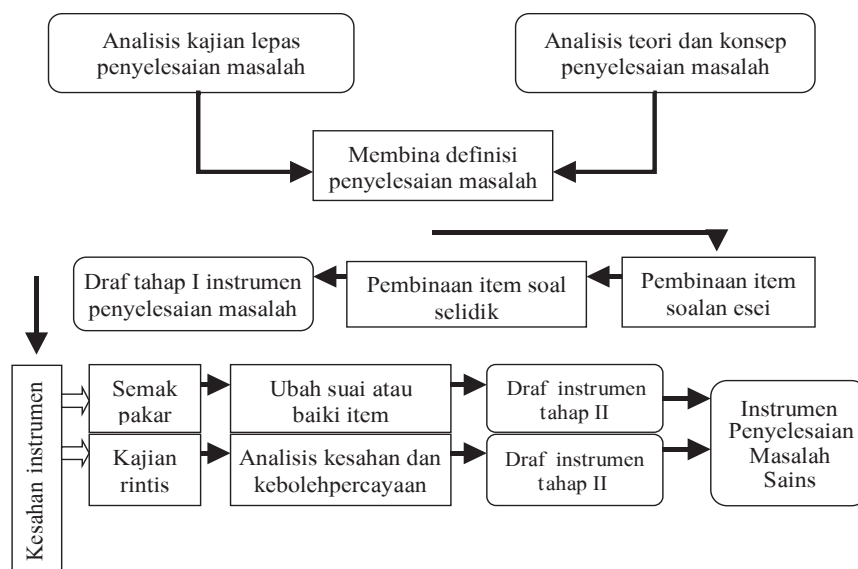 Analisis kajian lepas
penyelesaian masalah
Analisis teori dan konsep
penyelesaian masalah
Membina definisi
penyelesaian masalah
Draf tahap I instrumen
penyelesaian masalah
Pembinaan item soal
selidik
Pembinaan item
soalan esei
Kesahan instrumen
Semak
pakar
Ubah suai atau
baiki item
Draf instrumen
tahap II
Kajian
rintis
Analisis kesahan dan
kebolehpercayaan
Draf instrumen
tahap II
Instrumen
Penyelesaian
Masalah
Sains